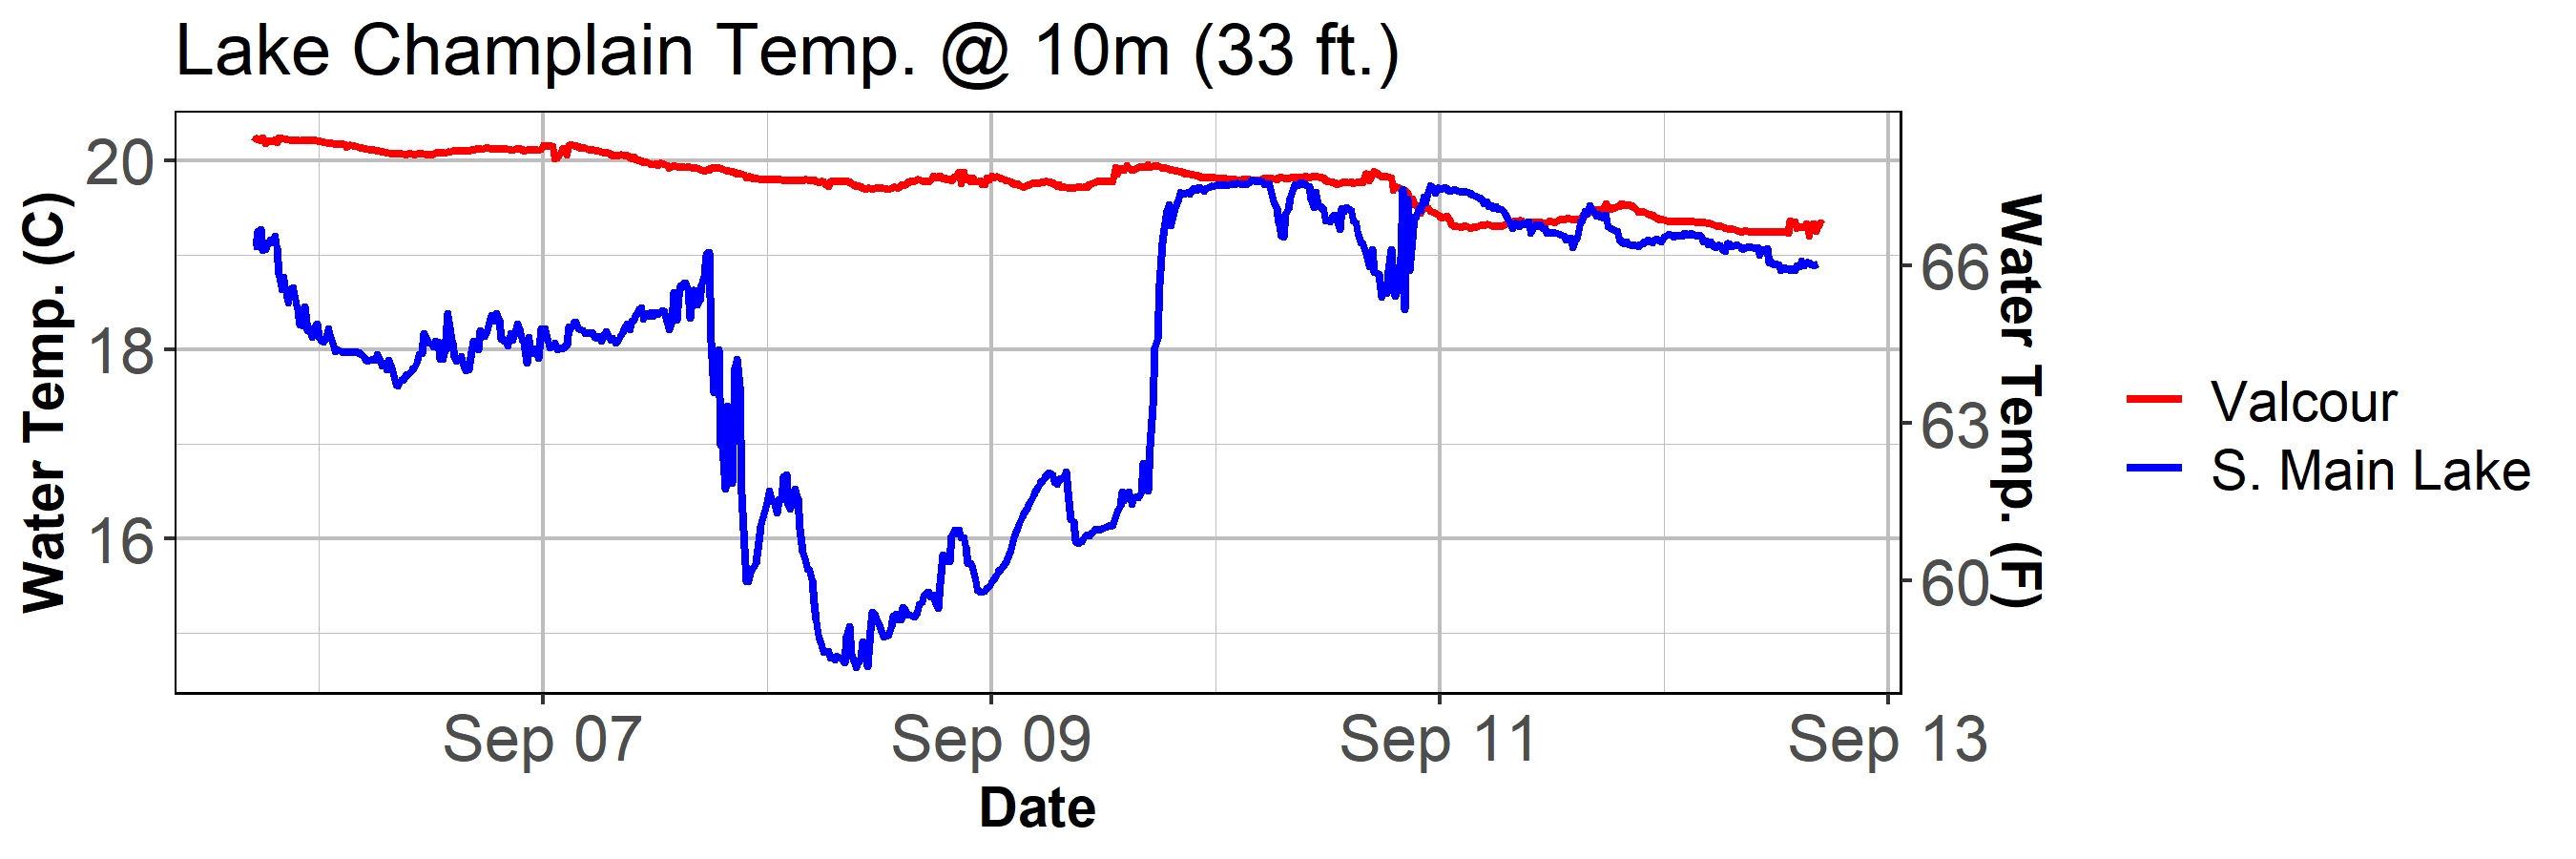 Lake Champlain Temp. @ 10m (33 ft.)
Water Temp. (C)
20
18
16
Water Temp. (F)
66
63
60
Sep 07
Sep 09
Sep 11
Sep 13
Date
Valcour
S. Main Lake